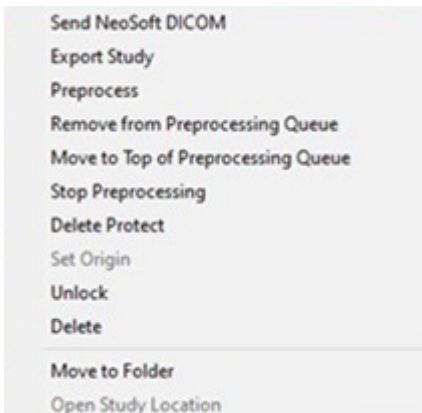 Send NeoSoft DICOM
Export Study
Preprocess
Remove from Preprocessing Queue
Move to Top of Preprocessing Queue
Stop Preprocessing
Delete Protect
Set Origin
Unlock
Delete
Move to Folder
Open Study Location